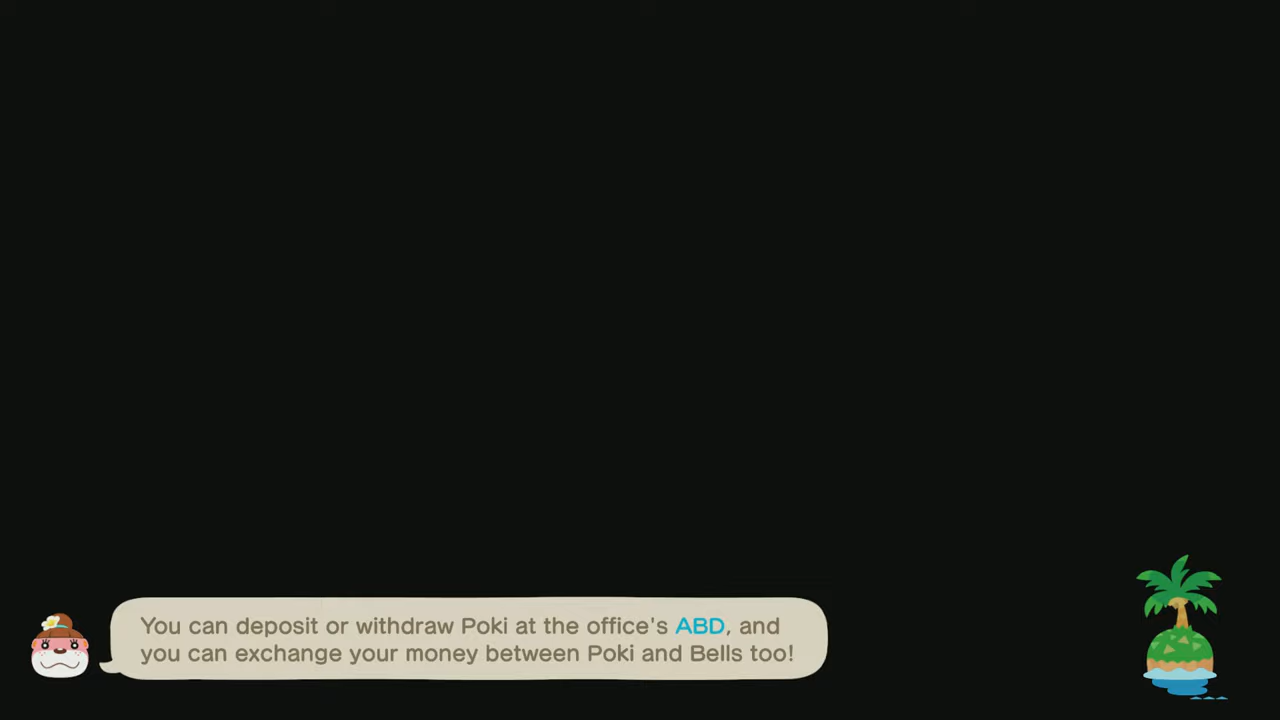 You can deposit or withdraw Poki at the office's ABD, and
you can exchange your money between Poki and Bells too!